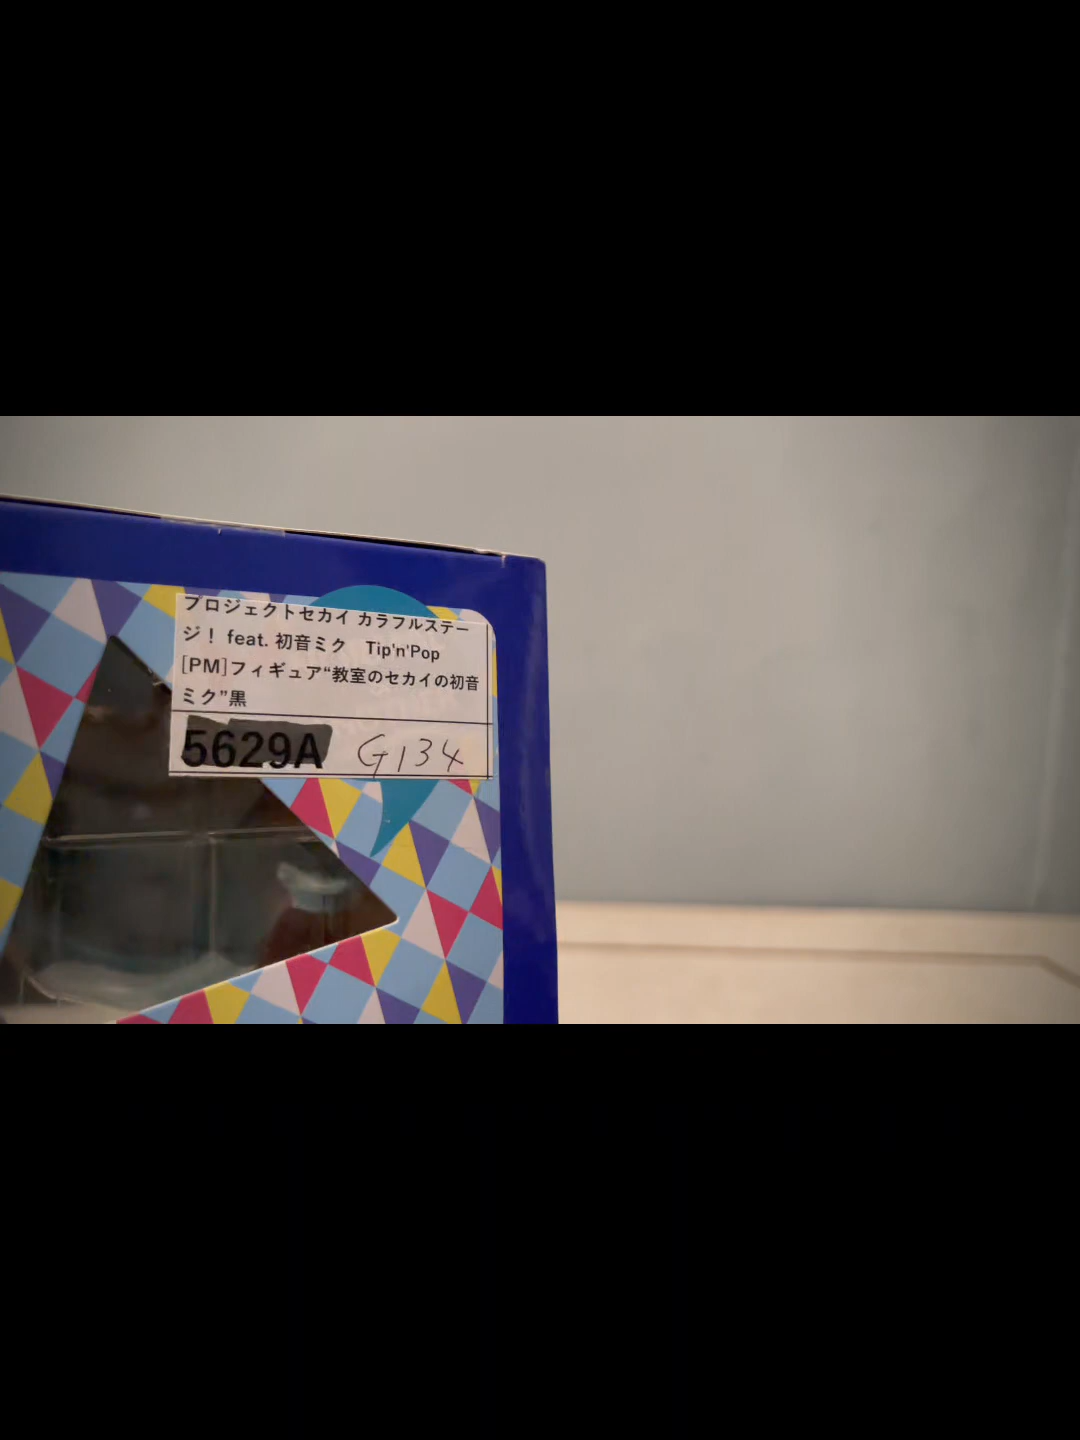 プロジェクトセカイ カラフルステー
ジ！ feat. 初音ミク　Tip'n'Pop
[PM]フィギュア“教室のセカイの初音
ミク”黒
5629A G134